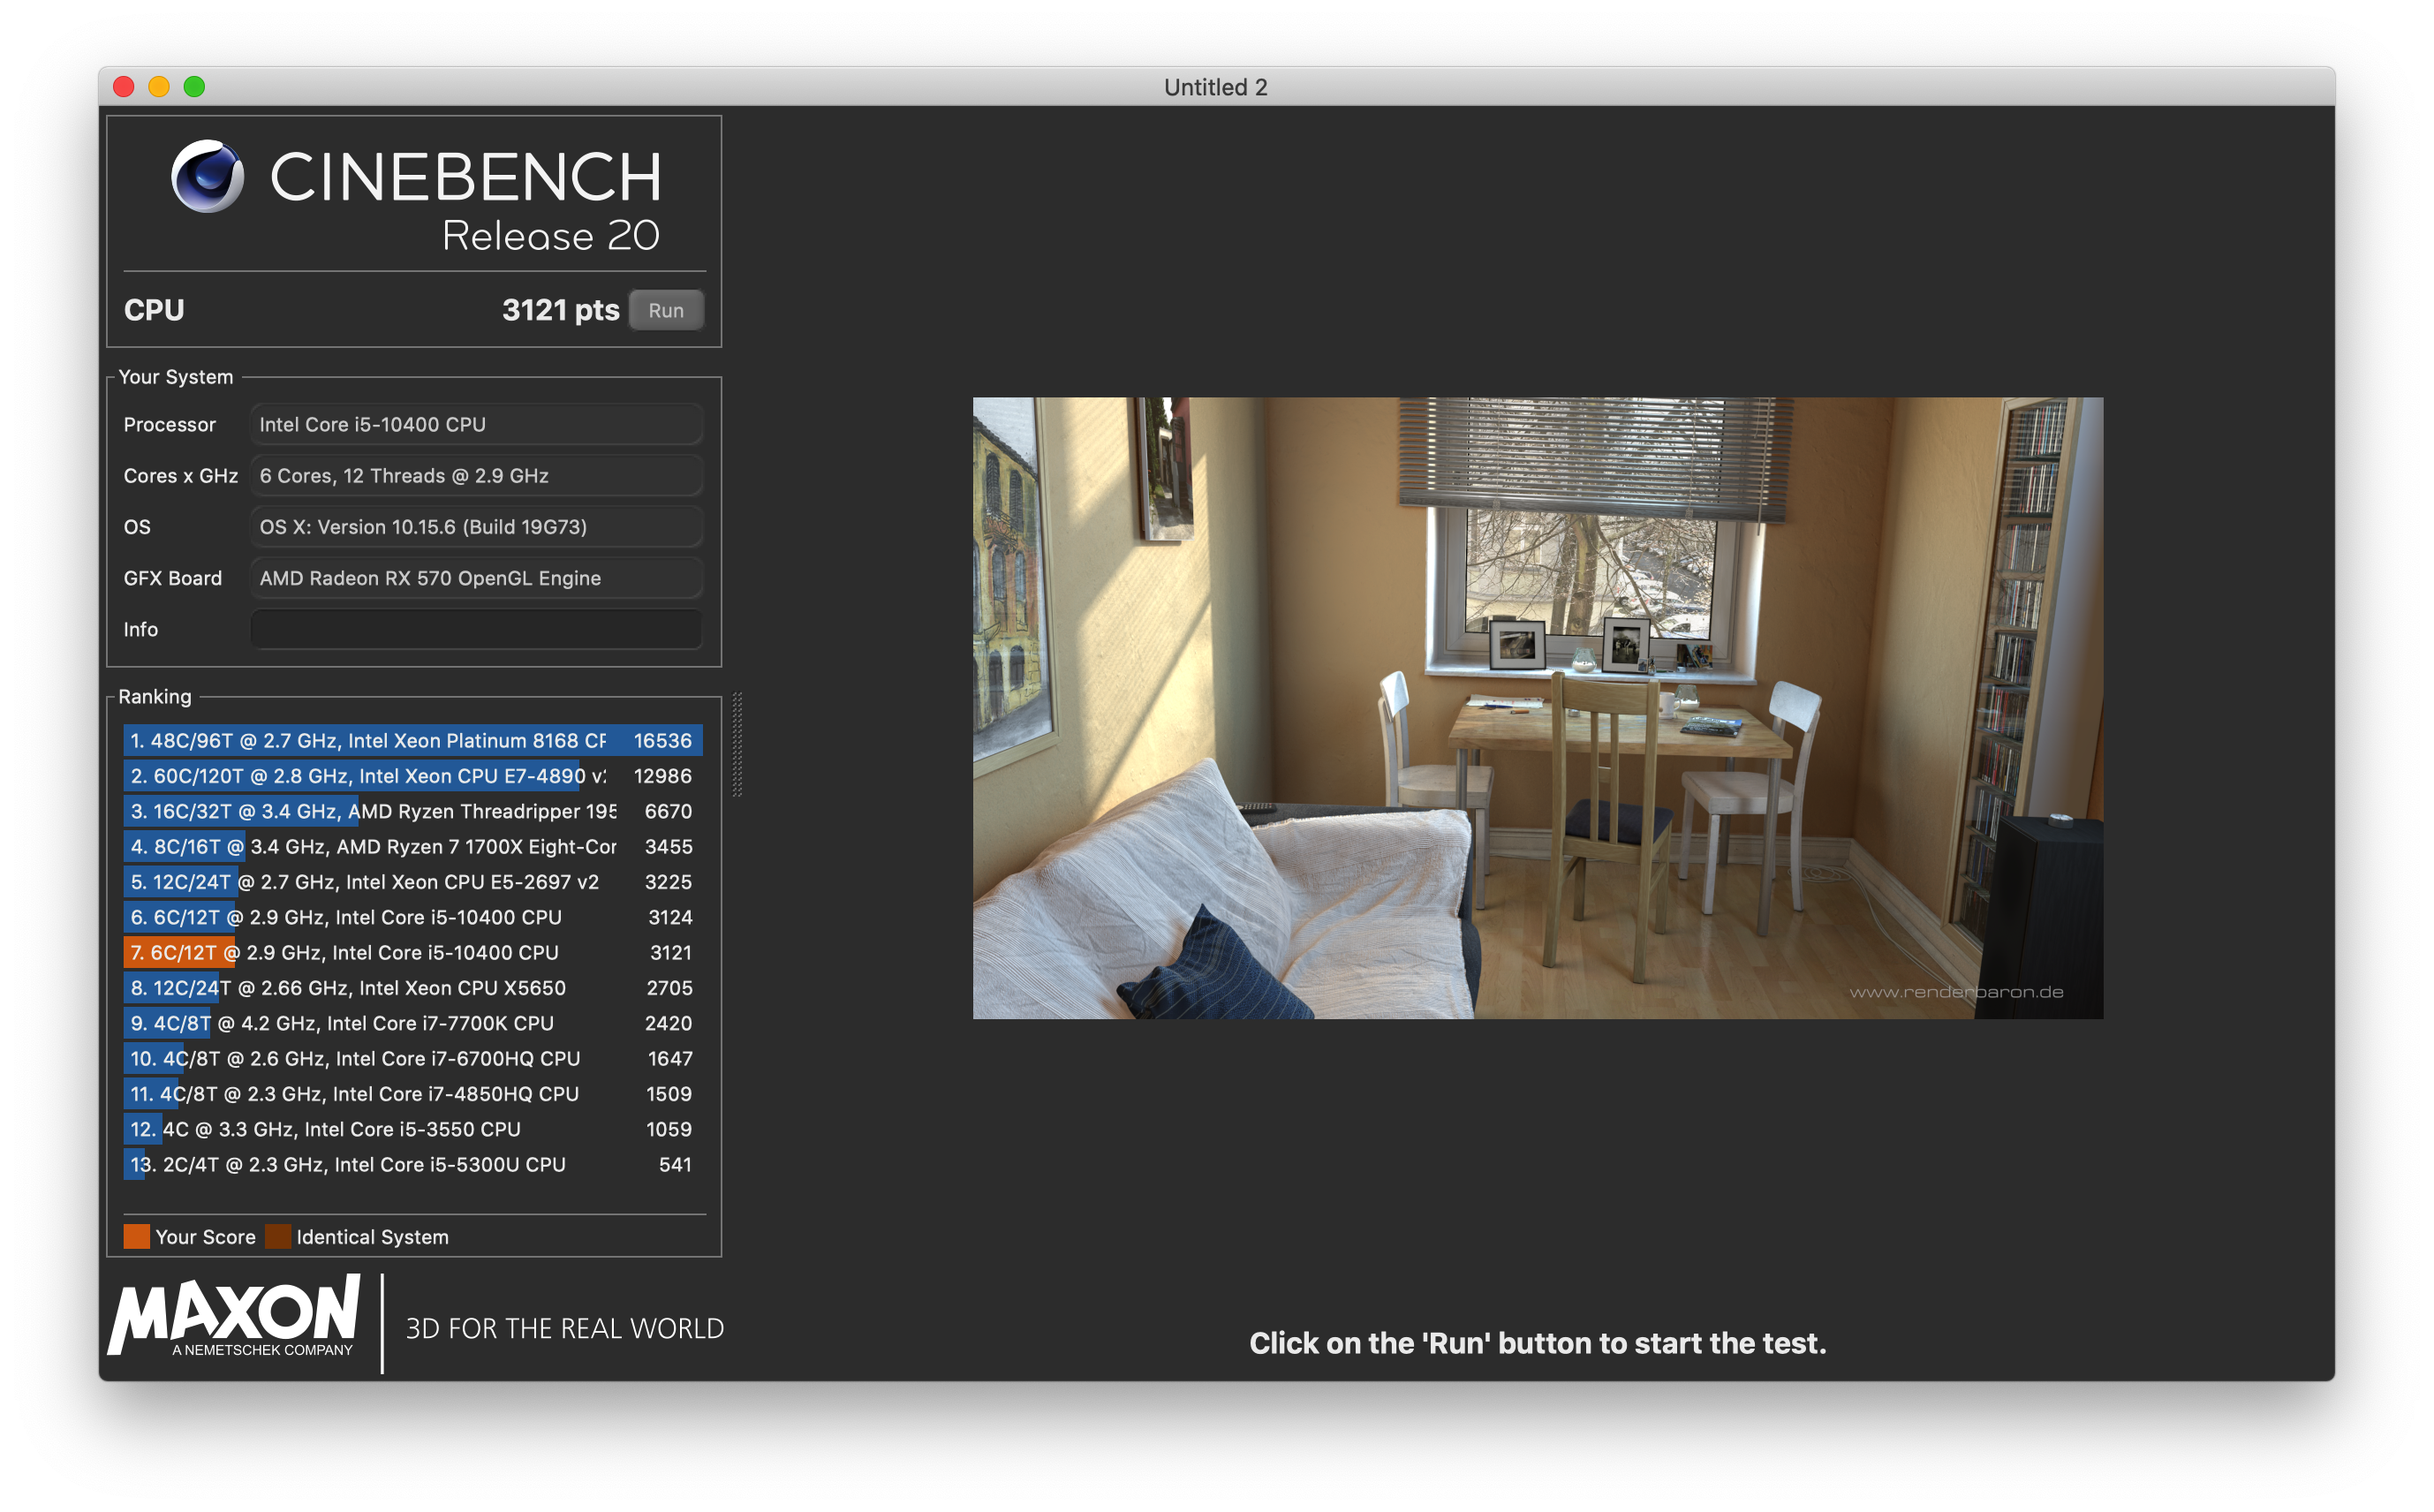 Untitled 2
CINEBENCH
Release 20
CPU 3121 pts Run
Your System
Processor Intel Core i5-10400 CPU
Cores x GHz 6 Cores, 12 Threads @ 2.9 GHz
OS OS X: Version 10.15.6 (Build 19G73)
GFX Board AMD Radeon RX 570 OpenGL Engine
Info
Ranking
1. 48C/96T @ 2.7 GHz, Intel Xeon Platinum 8168 CP 16536
2. 60C/120T @ 2.8 GHz, Intel Xeon CPU E7-4890 v2 12986
3. 16C/32T @ 3.4 GHz, AMD Ryzen Threadripper 195 6670
4. 8C/16T @ 3.4 GHz, AMD Ryzen 7 1700X Eight-Cor 3455
5. 12C/24T @ 2.7 GHz, Intel Xeon CPU E5-2697 v2 3225
6. 6C/12T @ 2.9 GHz, Intel Core i5-10400 CPU 3124
7. 6C/12T @ 2.9 GHz, Intel Core i5-10400 CPU 3121
8. 12C/24T @ 2.66 GHz, Intel Xeon CPU X5650 2705
9. 4C/8T @ 4.2 GHz, Intel Core i7-7700K CPU 2420
10. 4C/8T @ 2.6 GHz, Intel Core i7-6700HQ CPU 1647
11. 4C/8T @ 2.3 GHz, Intel Core i7-4850HQ CPU 1509
12. 4C @ 3.3 GHz, Intel Core i5-3550 CPU 1059
13. 2C/4T @ 2.3 GHz, Intel Core i5-5300U CPU 541
Your Score Identical System
MAXON
A NEMETSCHEK COMPANY
3D FOR THE REAL WORLD
www.renderbaron.de
Click on the 'Run' button to start the test.